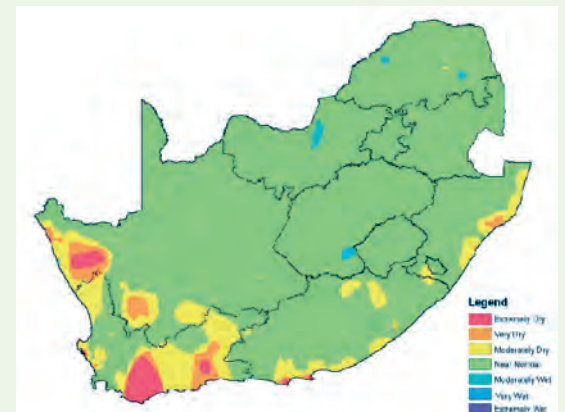 Legend
Extremely Dry
Very Dry
Moderately Dry
Near Normal
Moderately Wet
Very Wet
Extremely Wet